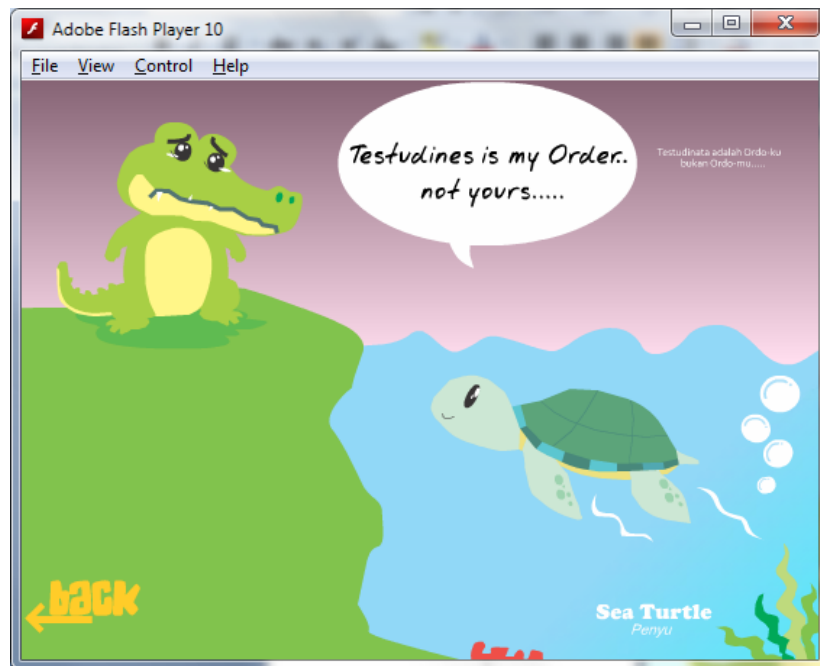 Adobe Flash Player 10
File View Control Help
Testudines is my Order..
not yours.....
Testudinata adalah Ordo-ku
bukan Ordo-mu.....
back
Sea Turtle
Penyu